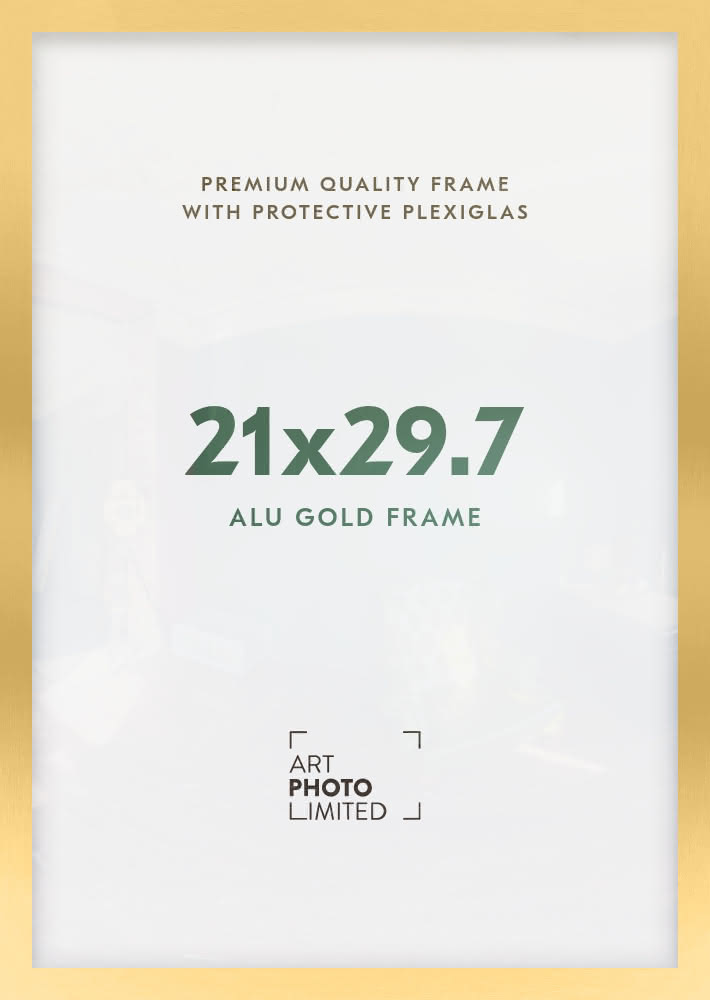 PREMIUM QUALITY FRAME
WITH PROTECTIVE PLEXIGLAS
21x29.7
ALU GOLD FRAME
ART
PHOTO
LIMITED